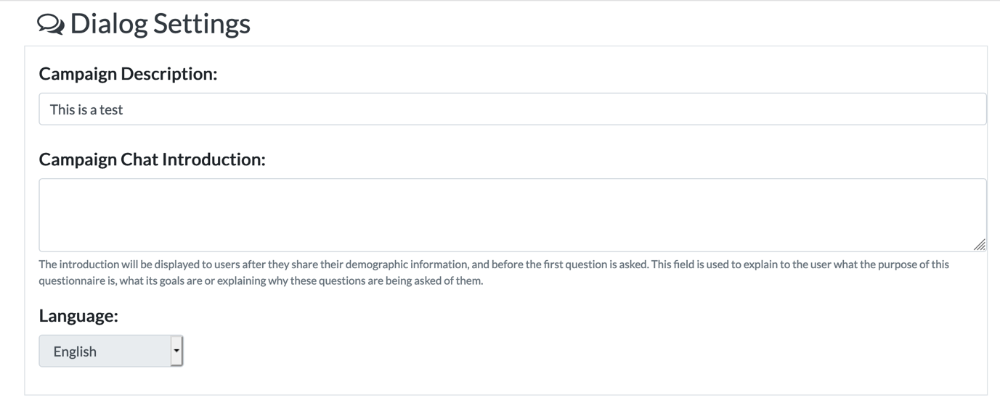 Dialog Settings
Campaign Description:
This is a test
Campaign Chat Introduction:
The introduction will be displayed to users after they share their demographic information, and before the first question is asked. This field is used to explain to the user what the purpose of this
questionnaire is, what its goals are or explaining why these questions are being asked of them.
Language:
English